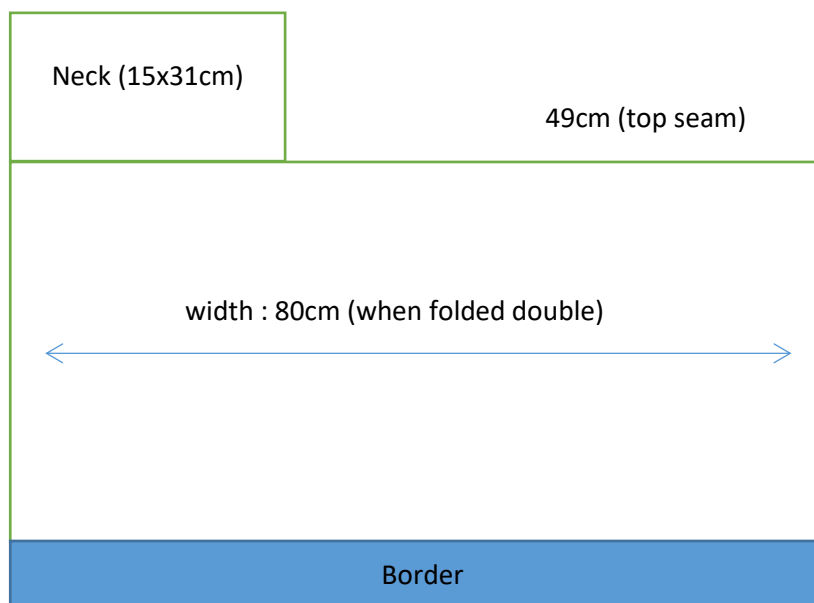 Neck (15x31cm)
49cm (top seam)
width : 80cm (when folded double)
Border